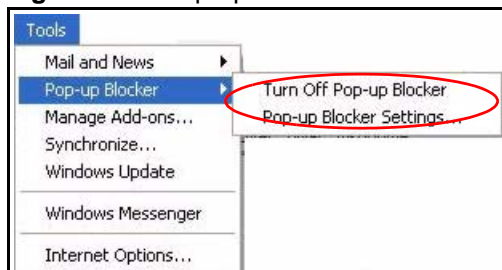 Tools
Mail and News
Pop-up Blocker
Turn Off Pop-up Blocker
Pop-up Blocker Settings...
Manage Add-ons...
Synchronize...
Windows Update
Windows Messenger
Internet Options...